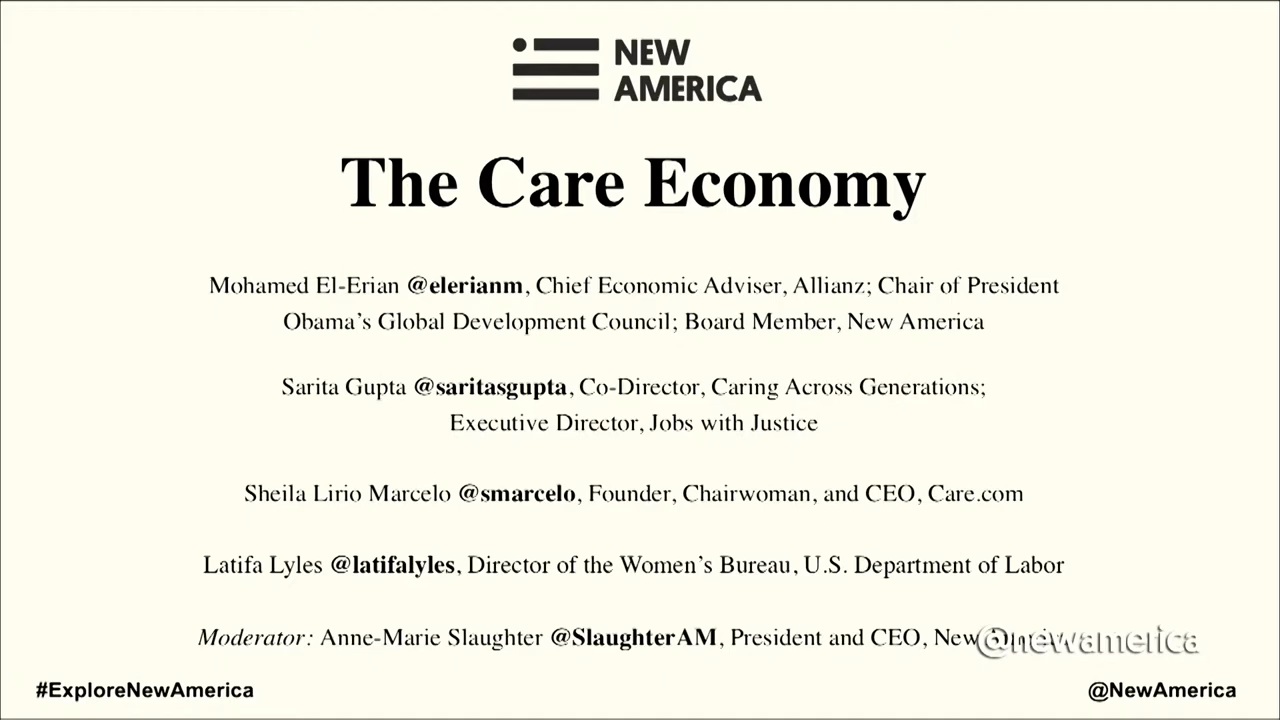 NEW
AMERICA
The Care Economy
Mohamed El-Erian @elerianm, Chief Economic Adviser, Allianz; Chair of President
Obama’s Global Development Council; Board Member, New America
Sarita Gupta @saritasgupta, Co-Director, Caring Across Generations;
Executive Director, Jobs with Justice
Sheila Lirio Marcelo @smarcelo, Founder, Chairwoman, and CEO, Care.com
Latifa Lyles @latifalyles, Director of the Women’s Bureau, U.S. Department of Labor
Moderator: Anne-Marie Slaughter @SlaughterAM, President and CEO, New
@newamerica
#ExploreNewAmerica
@NewAmerica